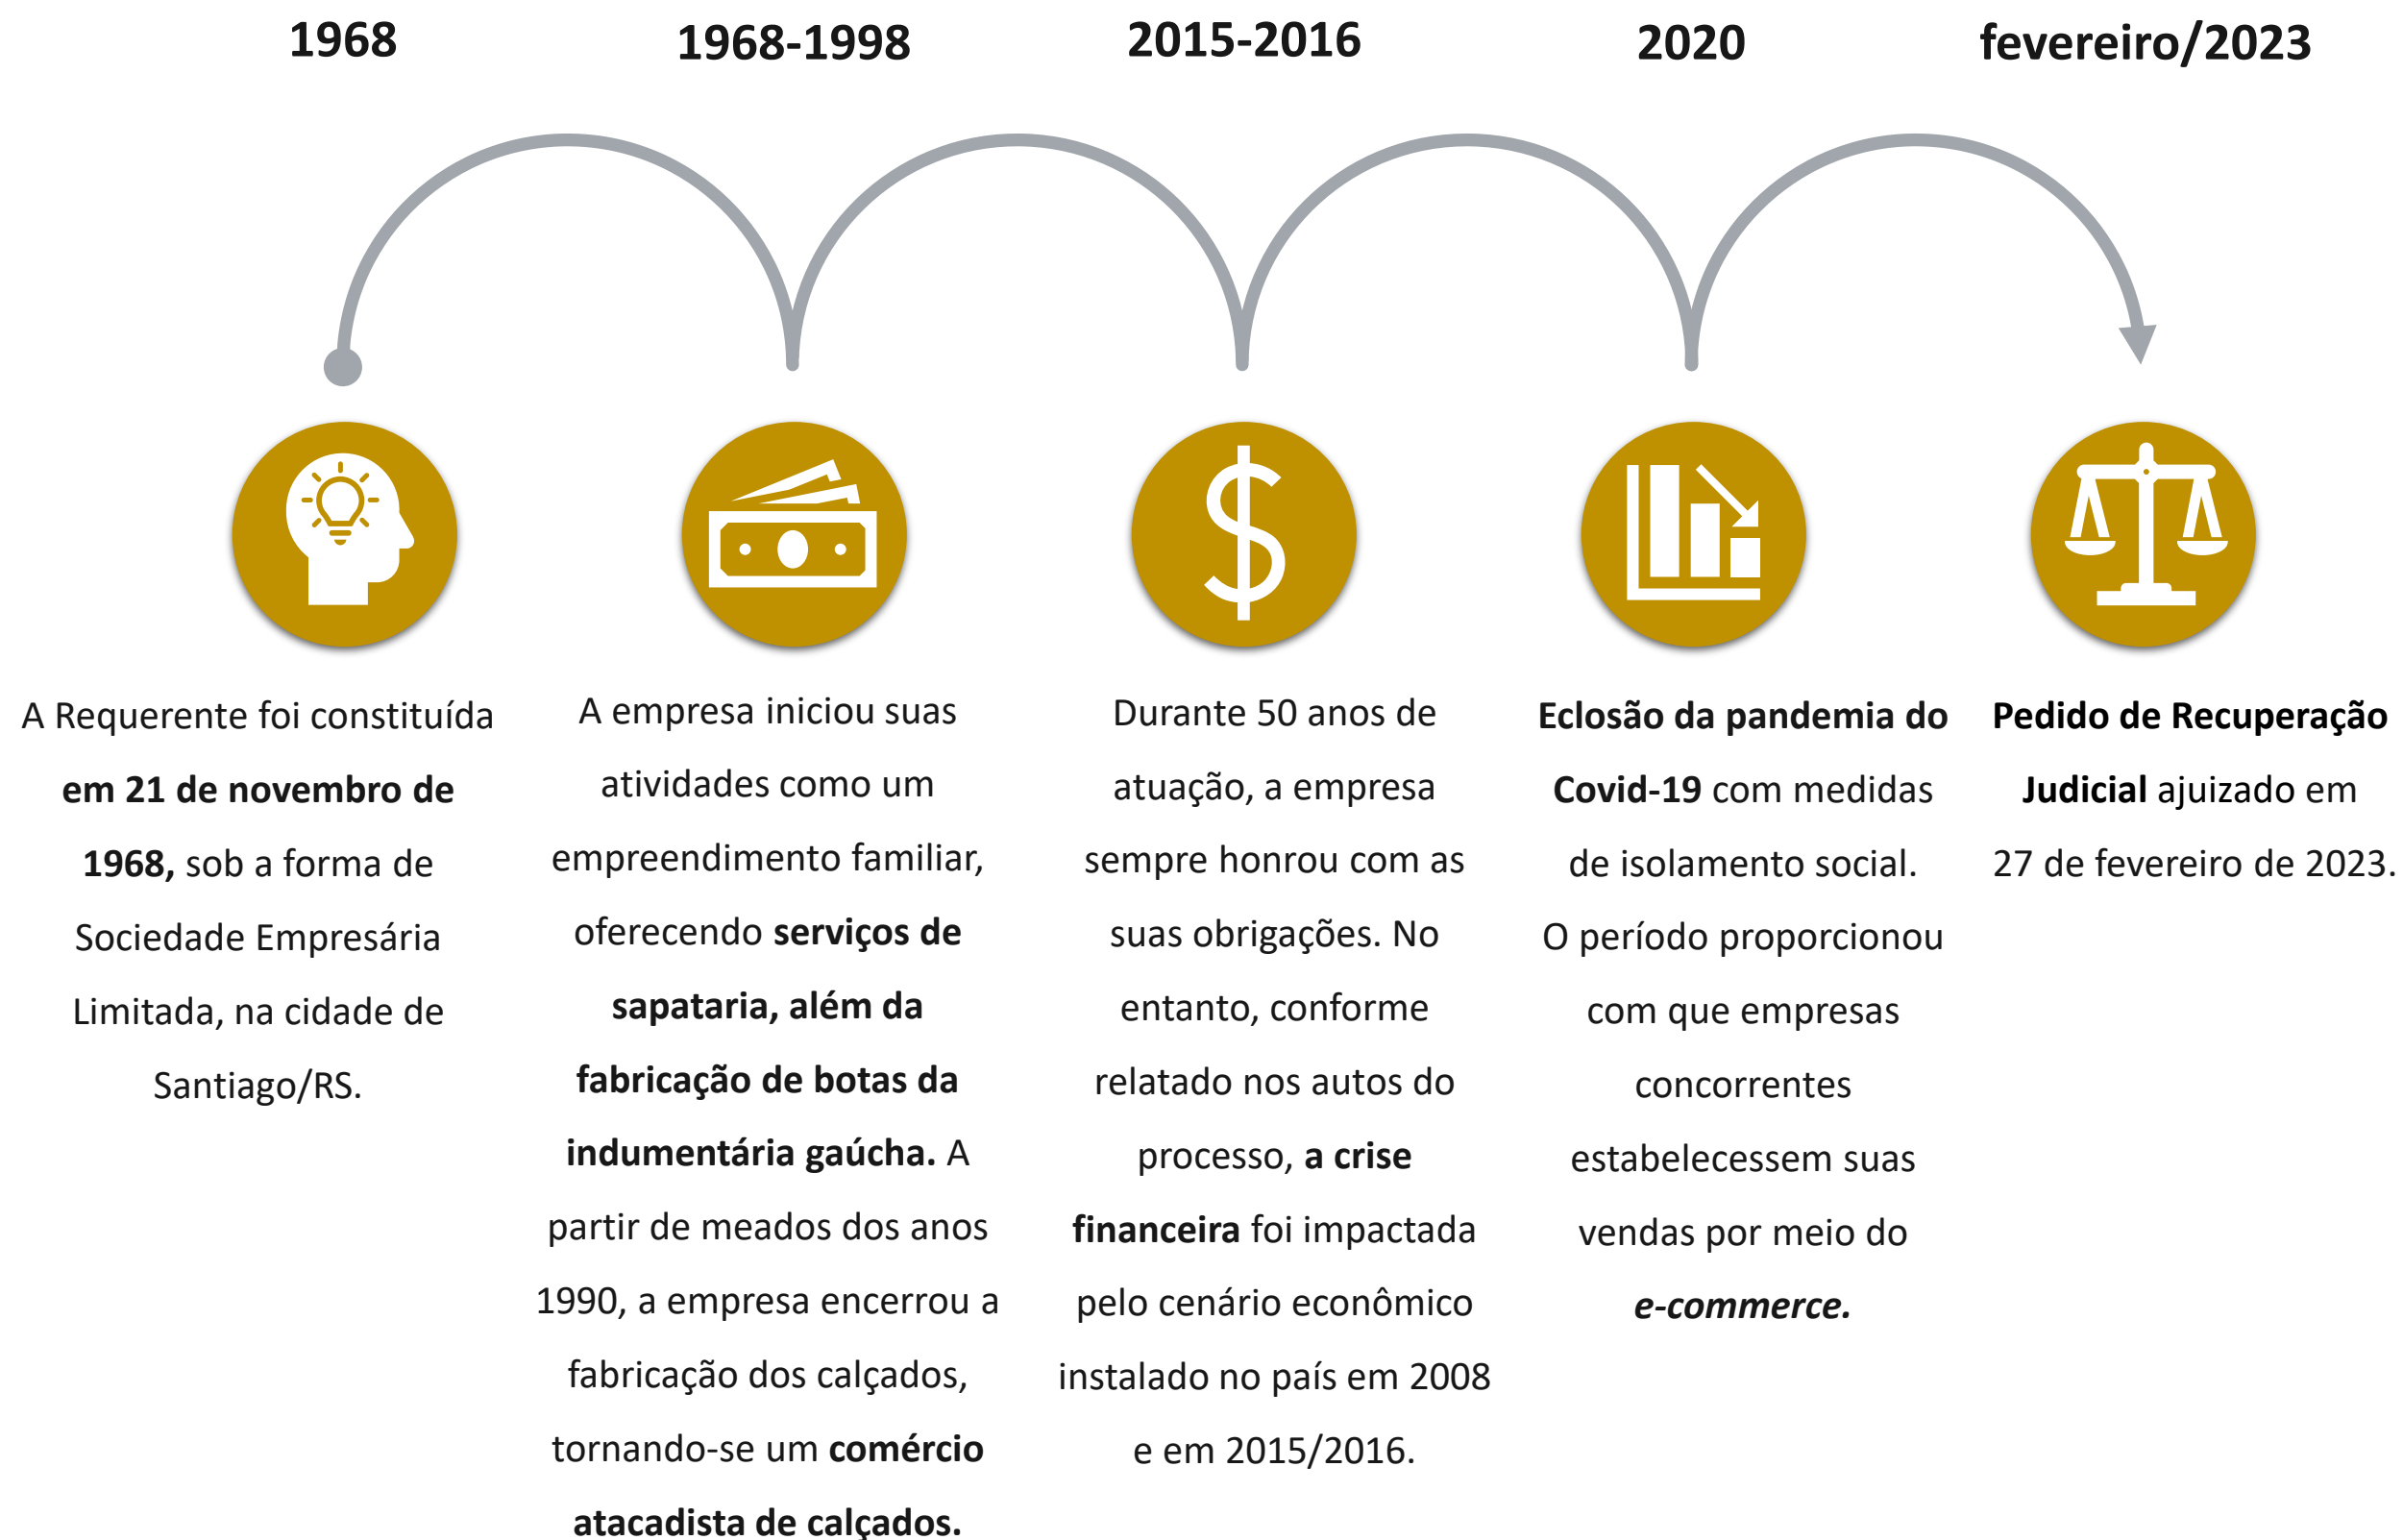 1968
A Requerente foi constituída
em 21 de novembro de
1968, sob a forma de
Sociedade Empresária
Limitada, na cidade de
Santiago/RS.
1968-1998
A empresa iniciou suas
atividades como um
empreendimento familiar,
oferecendo serviços de
sapataria, além da
fabricação de botas da
indumentária gaúcha. A
partir de meados dos anos
1990, a empresa encerrou a
fabricação dos calçados,
tornando-se um comércio
atacadista de calçados.
2015-2016
Durante 50 anos de
atuação, a empresa
sempre honrou com as
suas obrigações. No
entanto, conforme
relatado nos autos do
processo, a crise
financeira foi impactada
pelo cenário econômico
instalado no país em 2008
e em 2015/2016.
2020
Eclosão da pandemia do
Covid-19 com medidas
de isolamento social.
O período proporcionou
com que empresas
concorrentes
estabelecessem suas
vendas por meio do
e-commerce.
fevereiro/2023
Pedido de Recuperação
Judicial ajuizado em
27 de fevereiro de 2023.